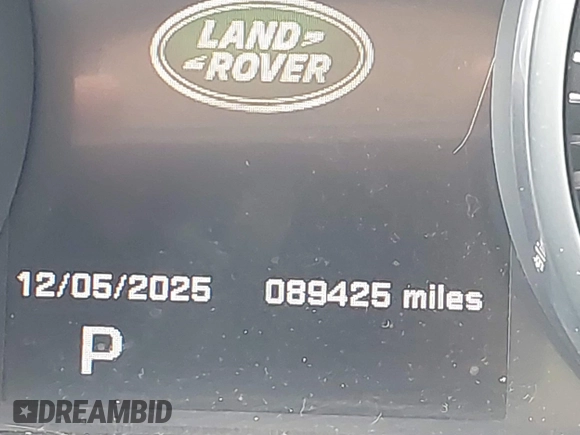 LAND
ROVER
12/05/2025 089425 miles
P
DREAMBID